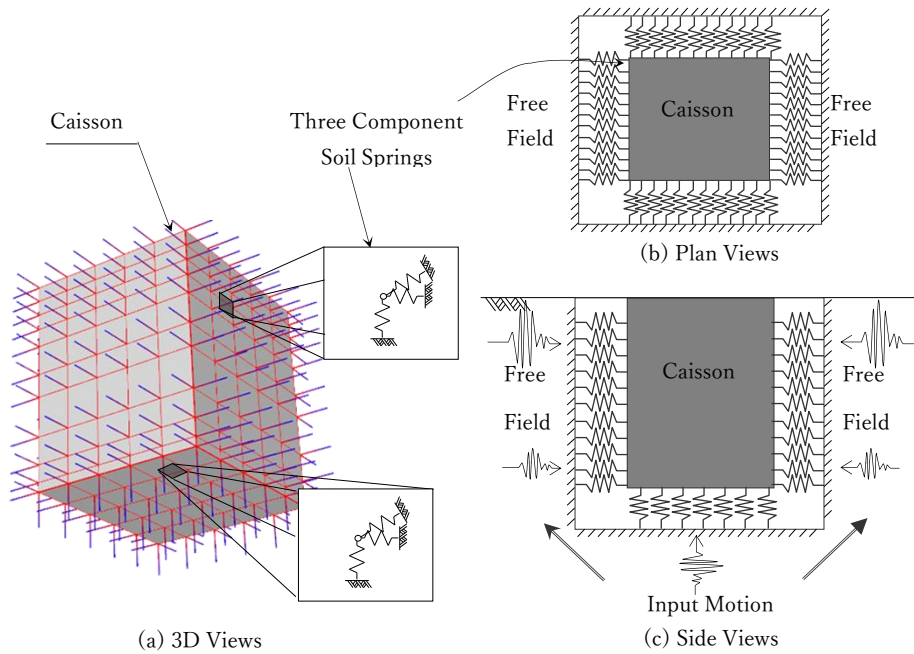 Caisson
Three Component
Soil Springs
(a) 3D Views
Free
Field
Caisson
Free
Field
(b) Plan Views
Caisson
Free
Field
Free
Field
Input Motion
(c) Side Views